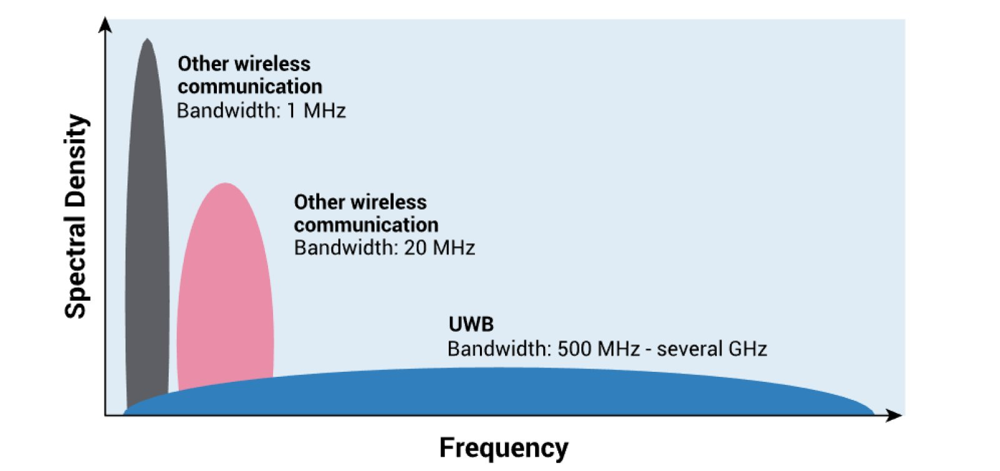 Other wireless
communication
Bandwidth: 1 MHz
Spectral Density
Other wireless
communication
Bandwidth: 20 MHz
UWB
Bandwidth: 500 MHz - several GHz
Frequency